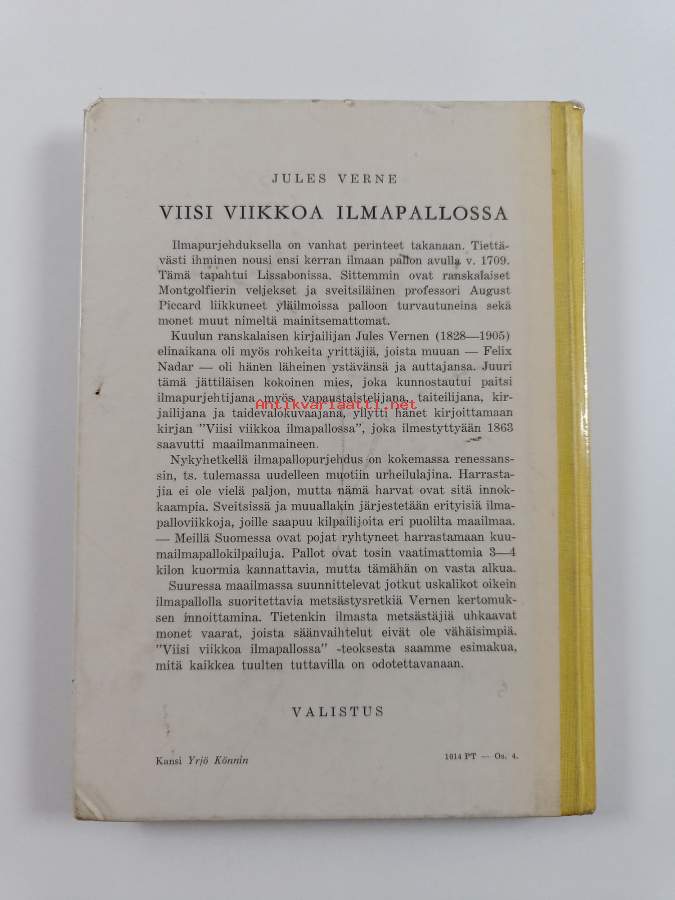 JULES VERNE
VIISI VIIKKOA ILMAPALLOSSA
Ilmapurjehduksella on vanhat perinteet takanaan. Tiettä-
västi ihminen nousi ensi kerran ilmaan pallon avulla v. 1709.
Tämä tapahtui Lissabonissa. Sittemmin ovat ranskalaiset
Montgolfierin veljekset ja sveitsiläinen professori August
Piccard liikkuneet yläilmoissa palloon turvautuneina sekä
monet muut nimeltä mainitsemattomat.
Kuulun ranskalaisen kirjailijan Jules Vernen (1828—1905)
elinaikana oli myös rohkeita yrittäjiä, joista muuan — Felix
Nadar — oli hänen läheinen ystävänsä ja auttajansa. Juuri
tämä jättiläisen kokoinen mies, joka kunnostautui paitsi
ilmapurjehtijana myös vapaustaistelijana, taiteilijana, kir-
jailijana ja taidevalokuvaajana, yllytti hänet kirjoittamaan
Antikvariaatti.net
kirjan "Viisi viikkoa ilmapallossa", joka ilmestyttyään 1863
saavutti maailmanmaineen.
Nykyhetkellä ilmapallopurjehdus on kokemassa renessans-
sin, ts. tulemassa uudelleen muotiin urheilulajina. Harrasta-
jia ei ole vielä paljon, mutta nämä harvat ovat sitä innok-
kaampia. Sveitsissä ja muuallakin järjestetään erityisiä ilma-
palloviikkoja, joille saapuu kilpailijoita eri puolilta maailmaa.
— Meillä Suomessa ovat pojat ryhtyneet harrastamaan kuu-
mailmapallokilpailuja. Pallot ovat tosin vaatimattomia 3—4
kilon kuormia kannattavia, mutta tämähän on vasta alkua.
Suuressa maailmassa suunnittelevat jotkut uskalikot oikein
ilmapallolla suoritettavia metsästysretkiä Vernen kertomuk-
sen innoittamina. Tietenkin ilmasta metsästäjiä uhkaavat
monet vaarat, joista säänvaihtelut eivät ole vähäisimpiä.
"Viisi viikkoa ilmapallossa" -teoksesta saamme esimakua,
mitä kaikkea tuulten tuttavilla on odotettavanaan.
VALISTUS
Kansi Yrjö Könnin
1014 PT — Os. 4.